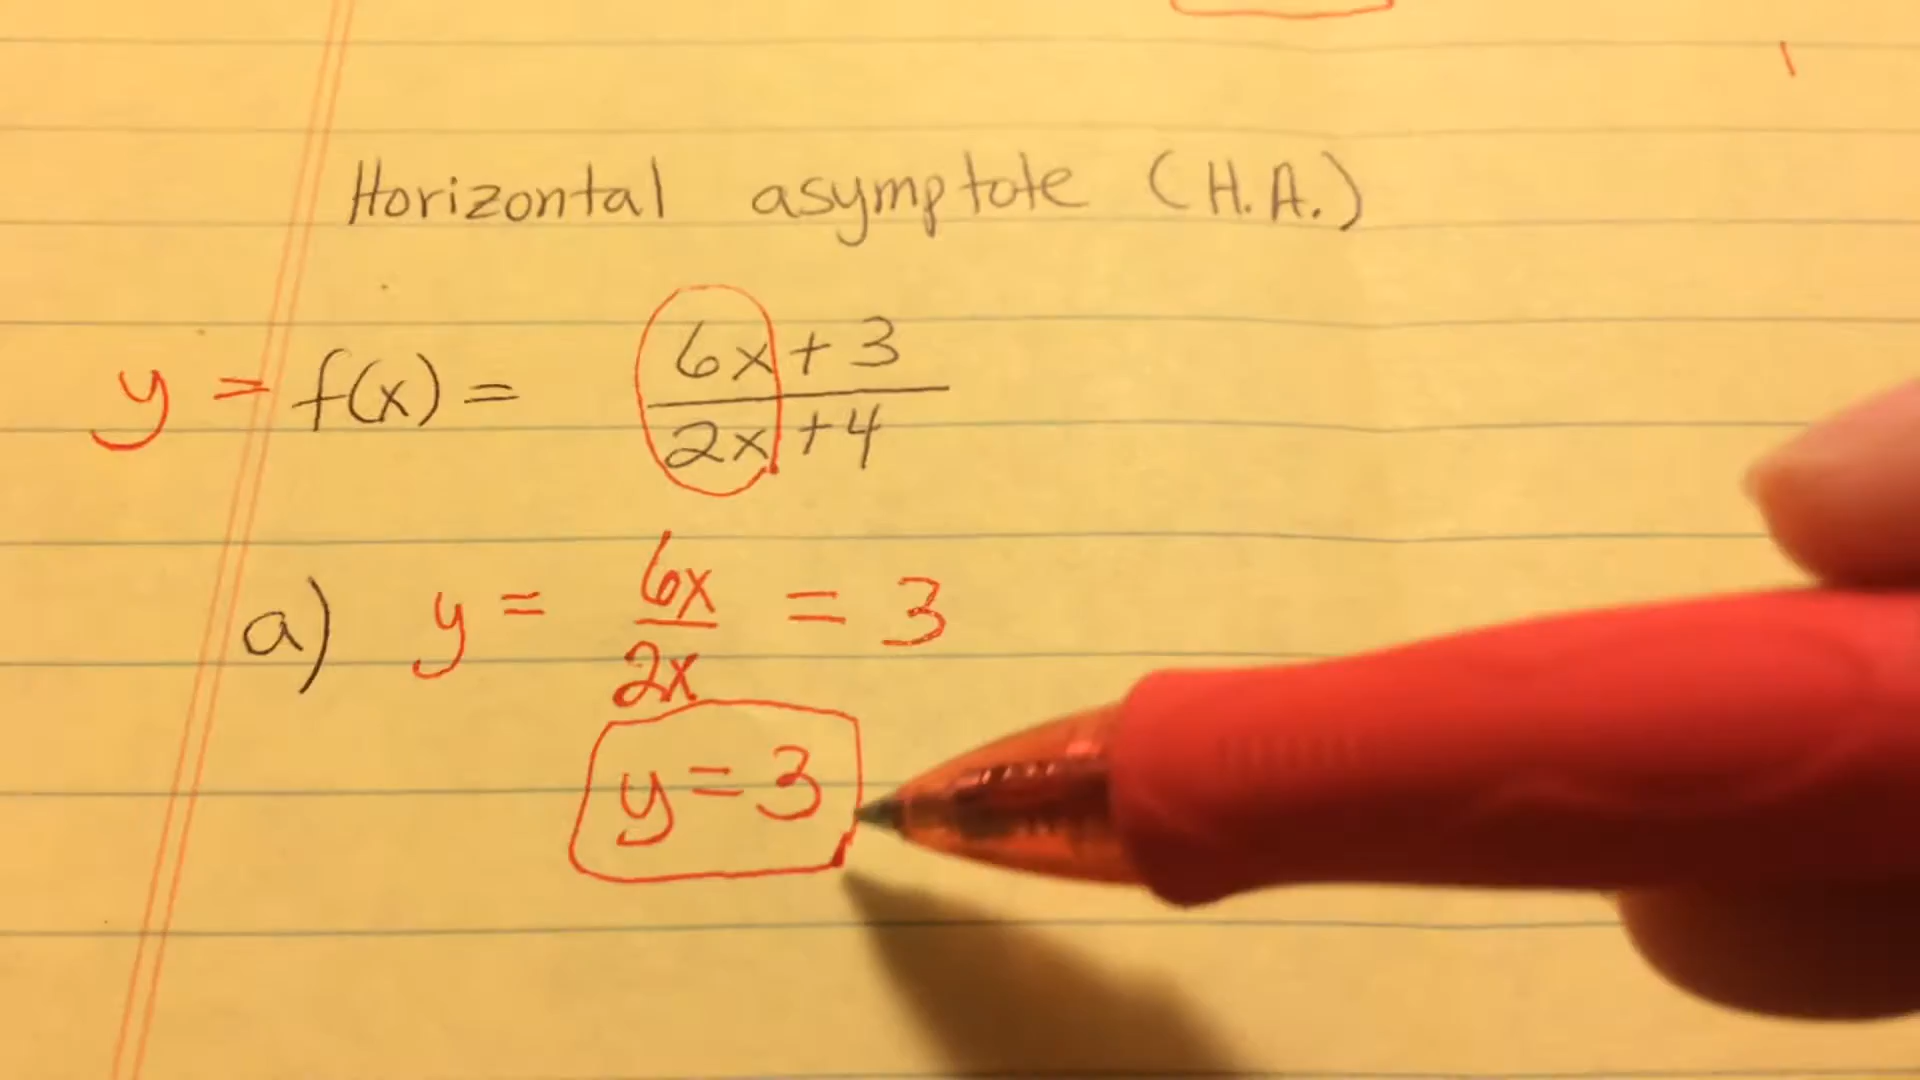 Horizontal asymptote (H.A.)
y = f(x) = 6x + 3
2x + 4
a) y = 6x = 3
2x
y = 3